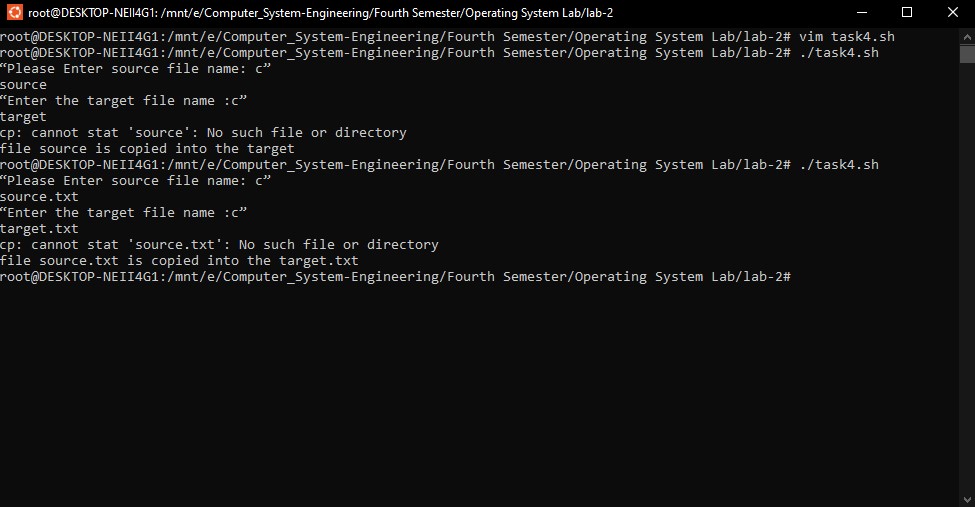 root@DESKTOP-NEII4G1: /mnt/e/Computer_System-Engineering/Fourth Semester/Operating System Lab/lab-2
root@DESKTOP-NEII4G1:/mnt/e/Computer_System-Engineering/Fourth Semester/Operating System Lab/lab-2# vim task4.sh
root@DESKTOP-NEII4G1:/mnt/e/Computer_System-Engineering/Fourth Semester/Operating System Lab/lab-2# ./task4.sh
“Please Enter source file name: c”
source
“Enter the target file name :c”
target
cp: cannot stat 'source': No such file or directory
file source is copied into the target
root@DESKTOP-NEII4G1:/mnt/e/Computer_System-Engineering/Fourth Semester/Operating System Lab/lab-2# ./task4.sh
“Please Enter source file name: c”
source.txt
“Enter the target file name :c”
target.txt
cp: cannot stat 'source.txt': No such file or directory
file source.txt is copied into the target.txt
root@DESKTOP-NEII4G1:/mnt/e/Computer_System-Engineering/Fourth Semester/Operating System Lab/lab-2#